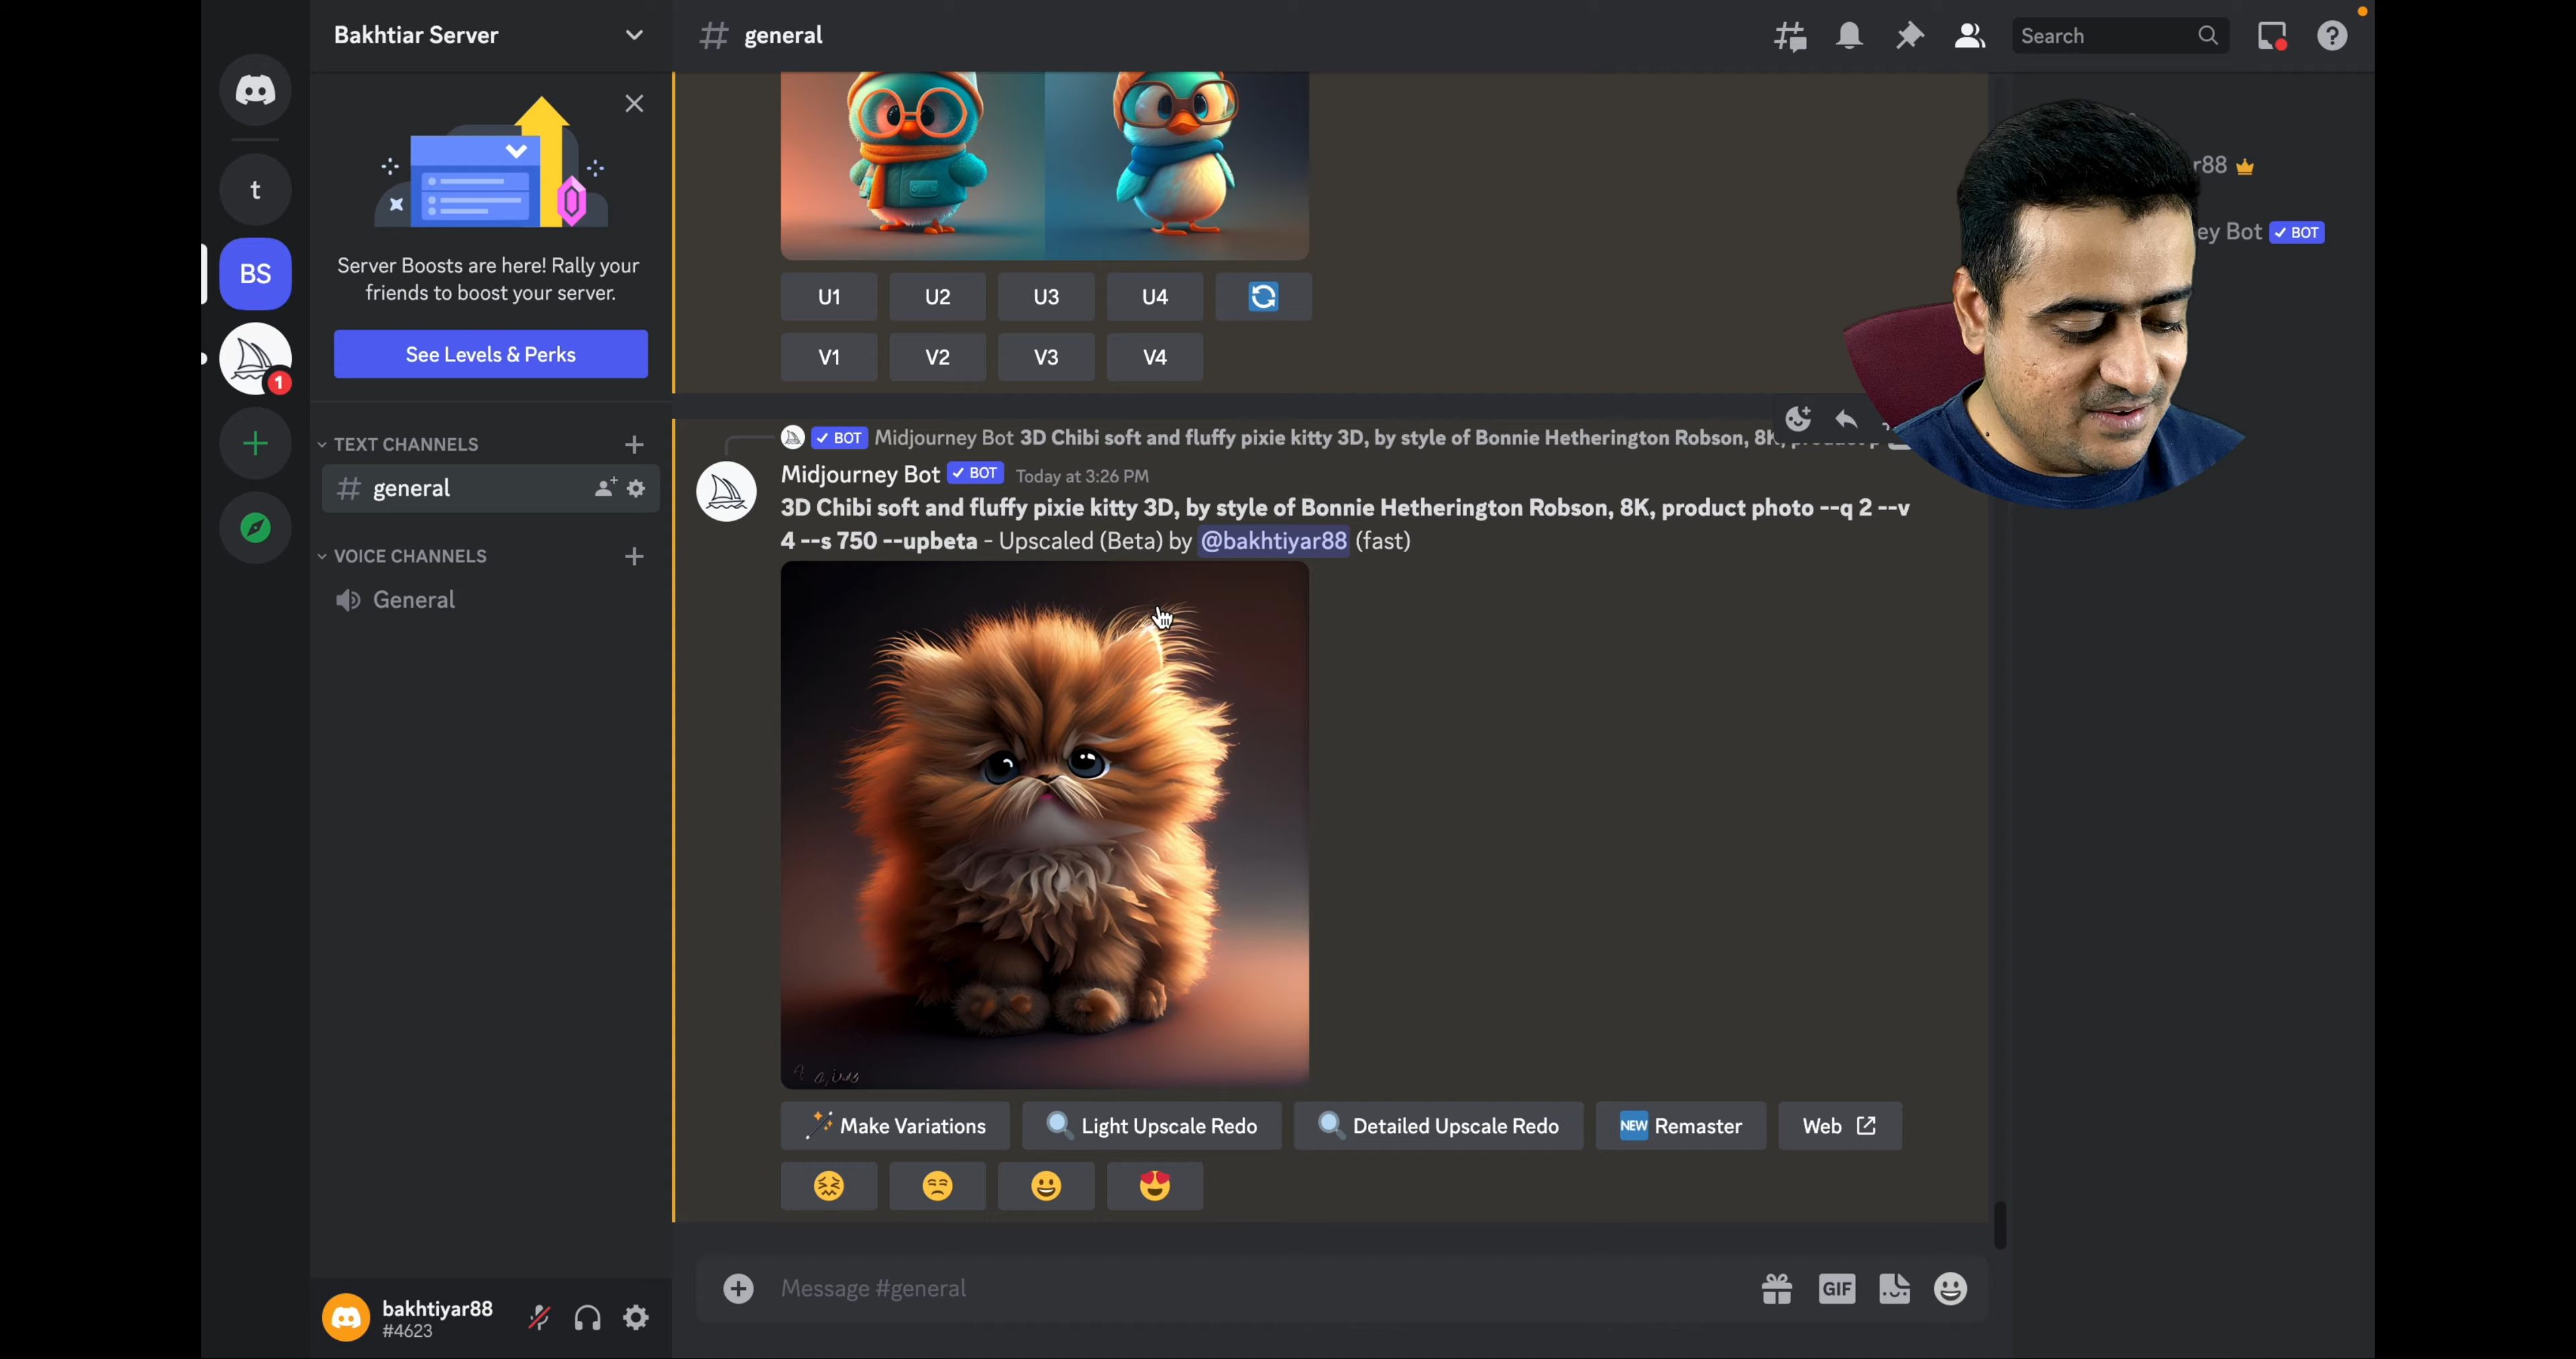 Bakhtiar Server
# general
Search
t
BS
Server Boosts are here! Rally your
friends to boost your server.
See Levels & Perks
1
TEXT CHANNELS
general
VOICE CHANNELS
General
bakhtiyar88
#4623
U1 U2 U3 U4
V1 V2 V3 V4
BOT Midjourney Bot 3D Chibi soft and fluffy pixie kitty 3D, by style of Bonnie Hetherington Robson, 8K, product p
Midjourney Bot BOT Today at 3:26 PM
3D Chibi soft and fluffy pixie kitty 3D, by style of Bonnie Hetherington Robson, 8K, product photo --q 2 --v
4 --s 750 --upbeta - Upscaled (Beta) by @bakhtiyar88 (fast)
Make Variations Light Upscale Redo Detailed Upscale Redo NEW Remaster Web
Message #general
GIF
r88
ey Bot BOT